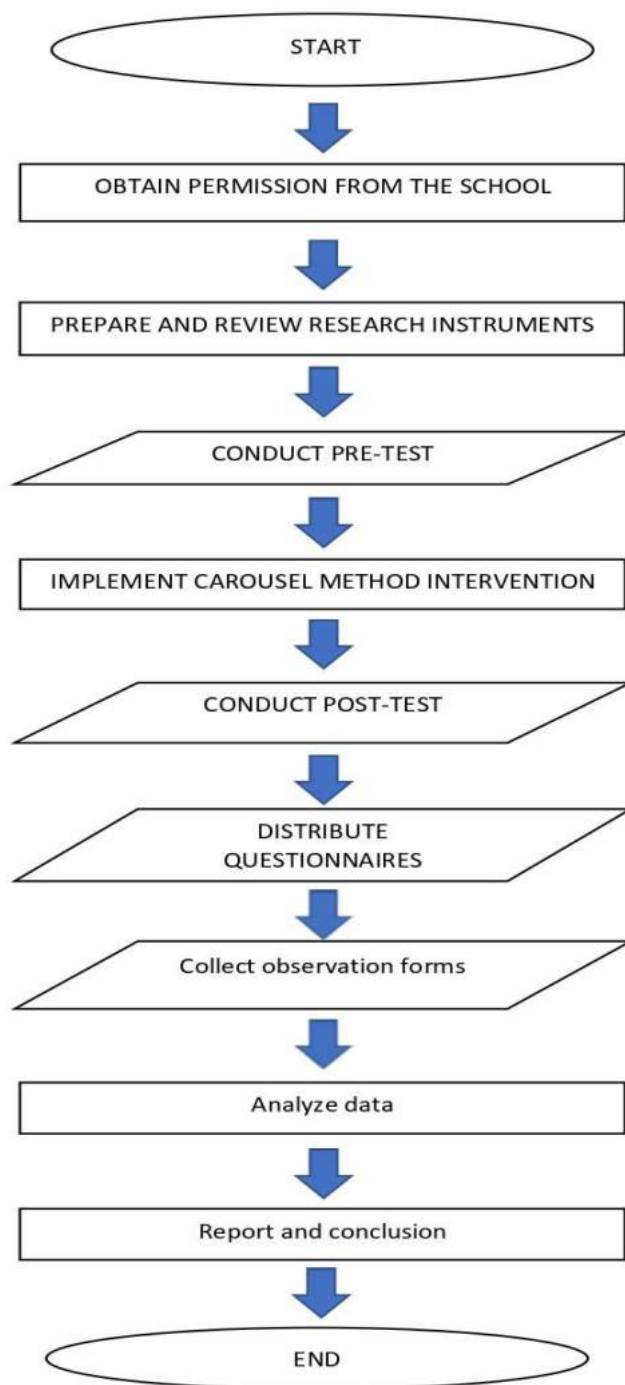 START
OBTAIN PERMISSION FROM THE SCHOOL
PREPARE AND REVIEW RESEARCH INSTRUMENTS
CONDUCT PRE-TEST
IMPLEMENT CAROUSEL METHOD INTERVENTION
CONDUCT POST-TEST
DISTRIBUTE
QUESTIONNAIRES
Collect observation forms
Analyze data
Report and conclusion
END